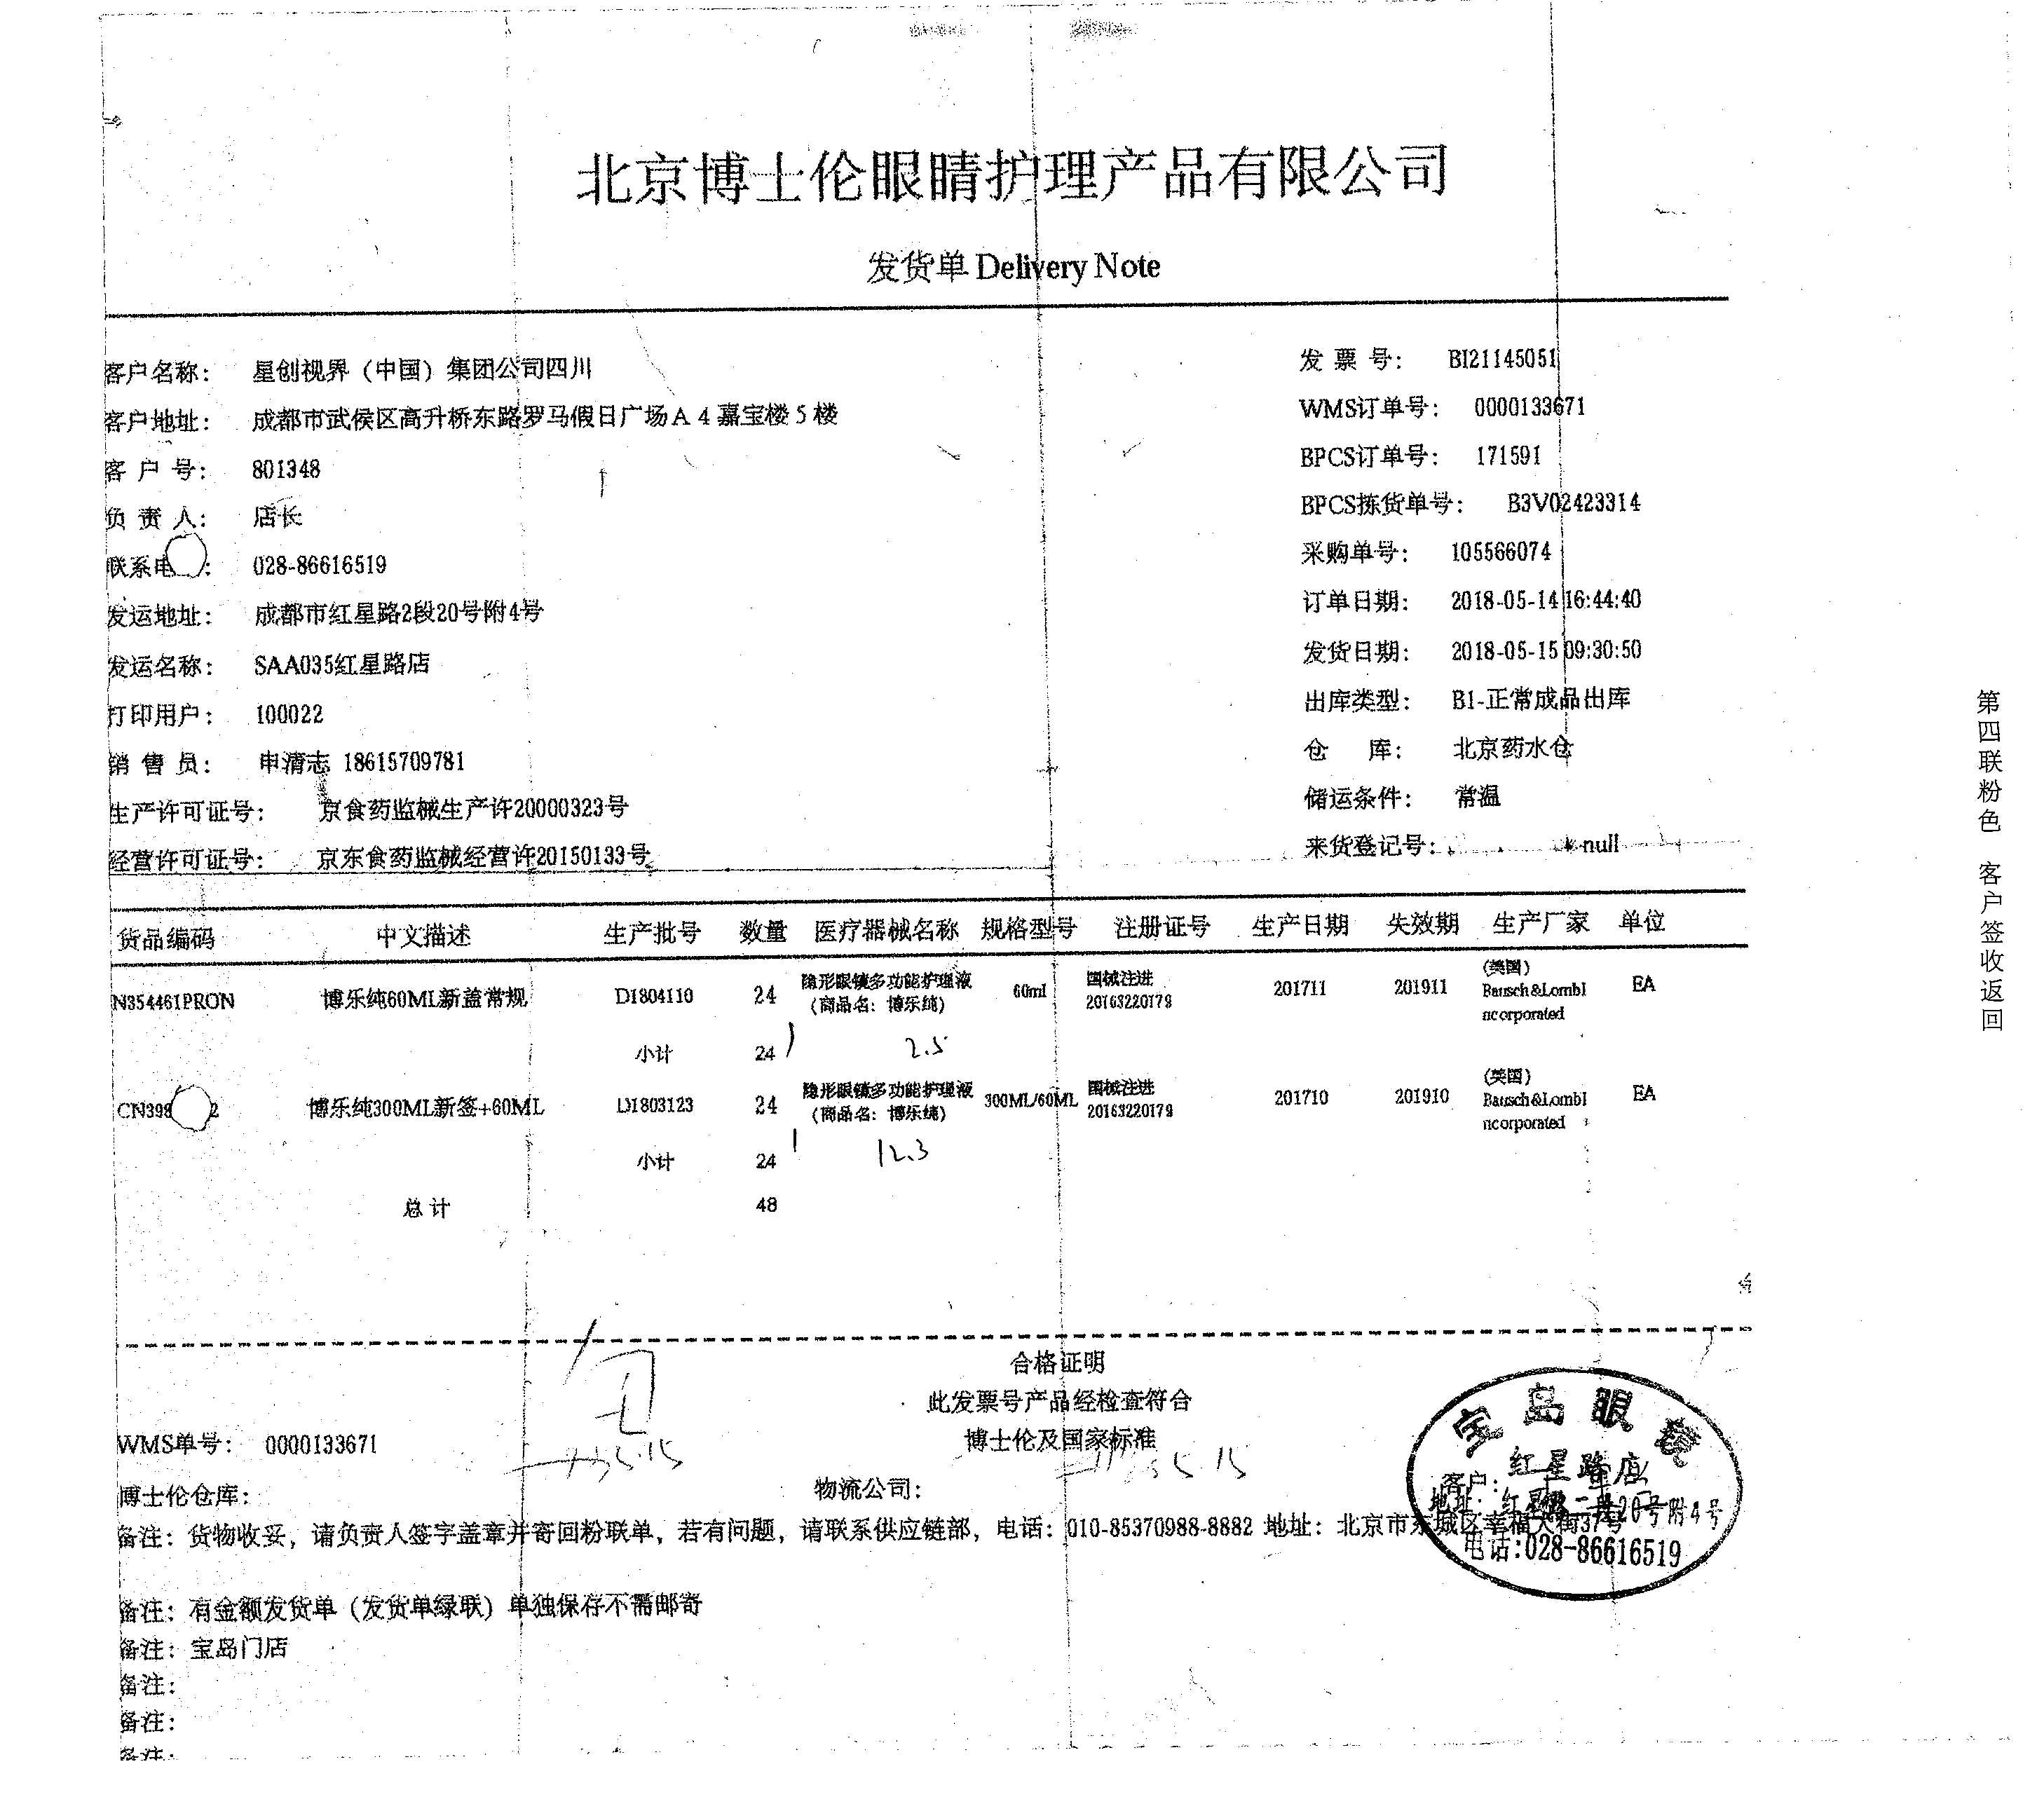 北京博士伦眼睛护理产品有限公司
发货单 Delivery Note
客户名称： 星创视界（中国）集团公司四川
发 票 号： BI21145051
客户地址： 成都市武侯区高升桥东路罗马假日广场A 4 嘉宝楼 5 楼
WMS订单号： 0000133671
客 户 号： 801348
BPCS订单号： 171591
负 责 人： 店长
BPCS拣货单号： B3V02423314
联系电 ： 028-86616519
采购单号： 105566074
发运地址： 成都市红星路2段20号附4号
订单日期： 2018-05-14 16:44:40
发运名称： SAA035红星路店
发货日期： 2018-05-15 09:30:50
打印用户： 100022
出库类型： B1-正常成品出库
销 售 员： 申清志 18615709781
仓 库： 北京药水仓
生产许可证号： 京食药监械生产许20000323号
储运条件： 常温
经营许可证号： 京东食药监械经营许20150133号
来货登记号： null
货品编码 中文描述 生产批号 数量 医疗器械名称 规格型号 注册证号 生产日期 失效期 生产厂家 单位
N354461PRON 博乐纯60ML新盖常规 D1804110 24 隐形眼镜多功能护理液（商品名：博乐纯） 60ml 国械注进20163220179 201711 201911 (美国) Bausch&LombIncorporated EA
小计 24 2.5
CN398 2 博乐纯300ML新签+60ML D1803123 24 隐形眼镜多功能护理液（商品名：博乐纯） 300ML/60ML 国械注进20163220179 201710 201910 (美国) Bausch&LombIncorporated EA
小计 24 12.3
总 计 48
合格证明
此发票号产品经检查符合
博士伦及国家标准
WMS单号： 0000133671
5.15
5.15
博士伦仓库：
物流公司：
客户：
宝岛眼镜
红星路店
地址：红星路二段20号附4号
电话:028-86616519
备注：货物收妥，请负责人签字盖章并寄回粉联单，若有问题，请联系供应链部，电话：010-85370988-8882 地址：北京市东城区幸福大街37号
备注：有金额发货单（发货单绿联）单独保存不需邮寄
备注：宝岛门店
备注：
备注：
备注：
第四联粉色 客户签收返回